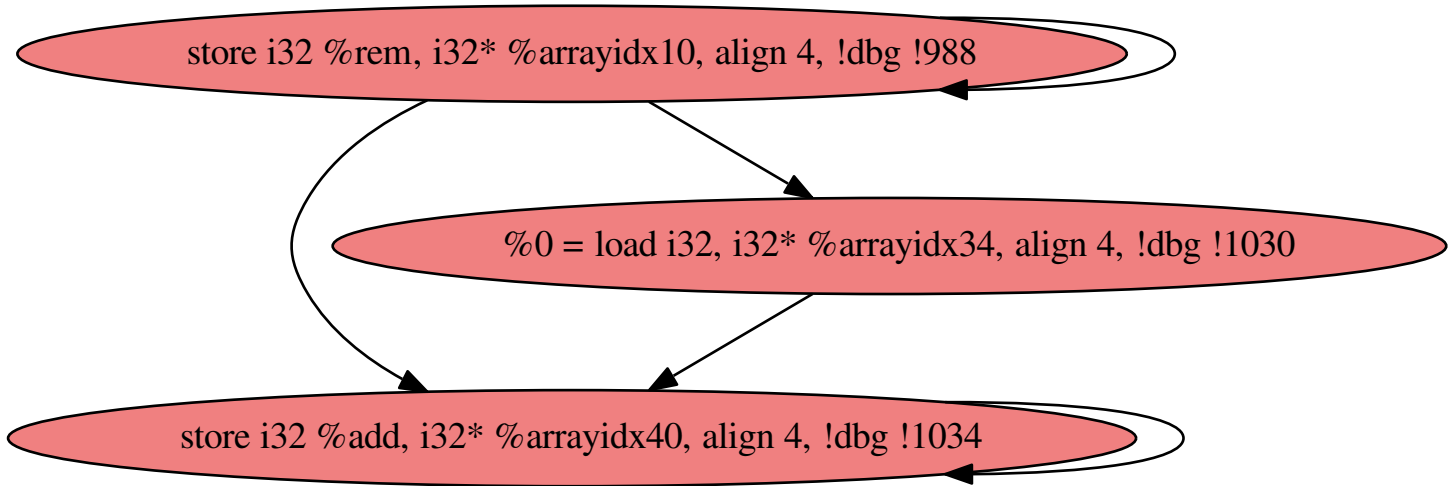 store i32 %rem, i32* %arrayidx10, align 4, !dbg !988
%0 = load i32, i32* %arrayidx34, align 4, !dbg !1030
store i32 %add, i32* %arrayidx40, align 4, !dbg !1034